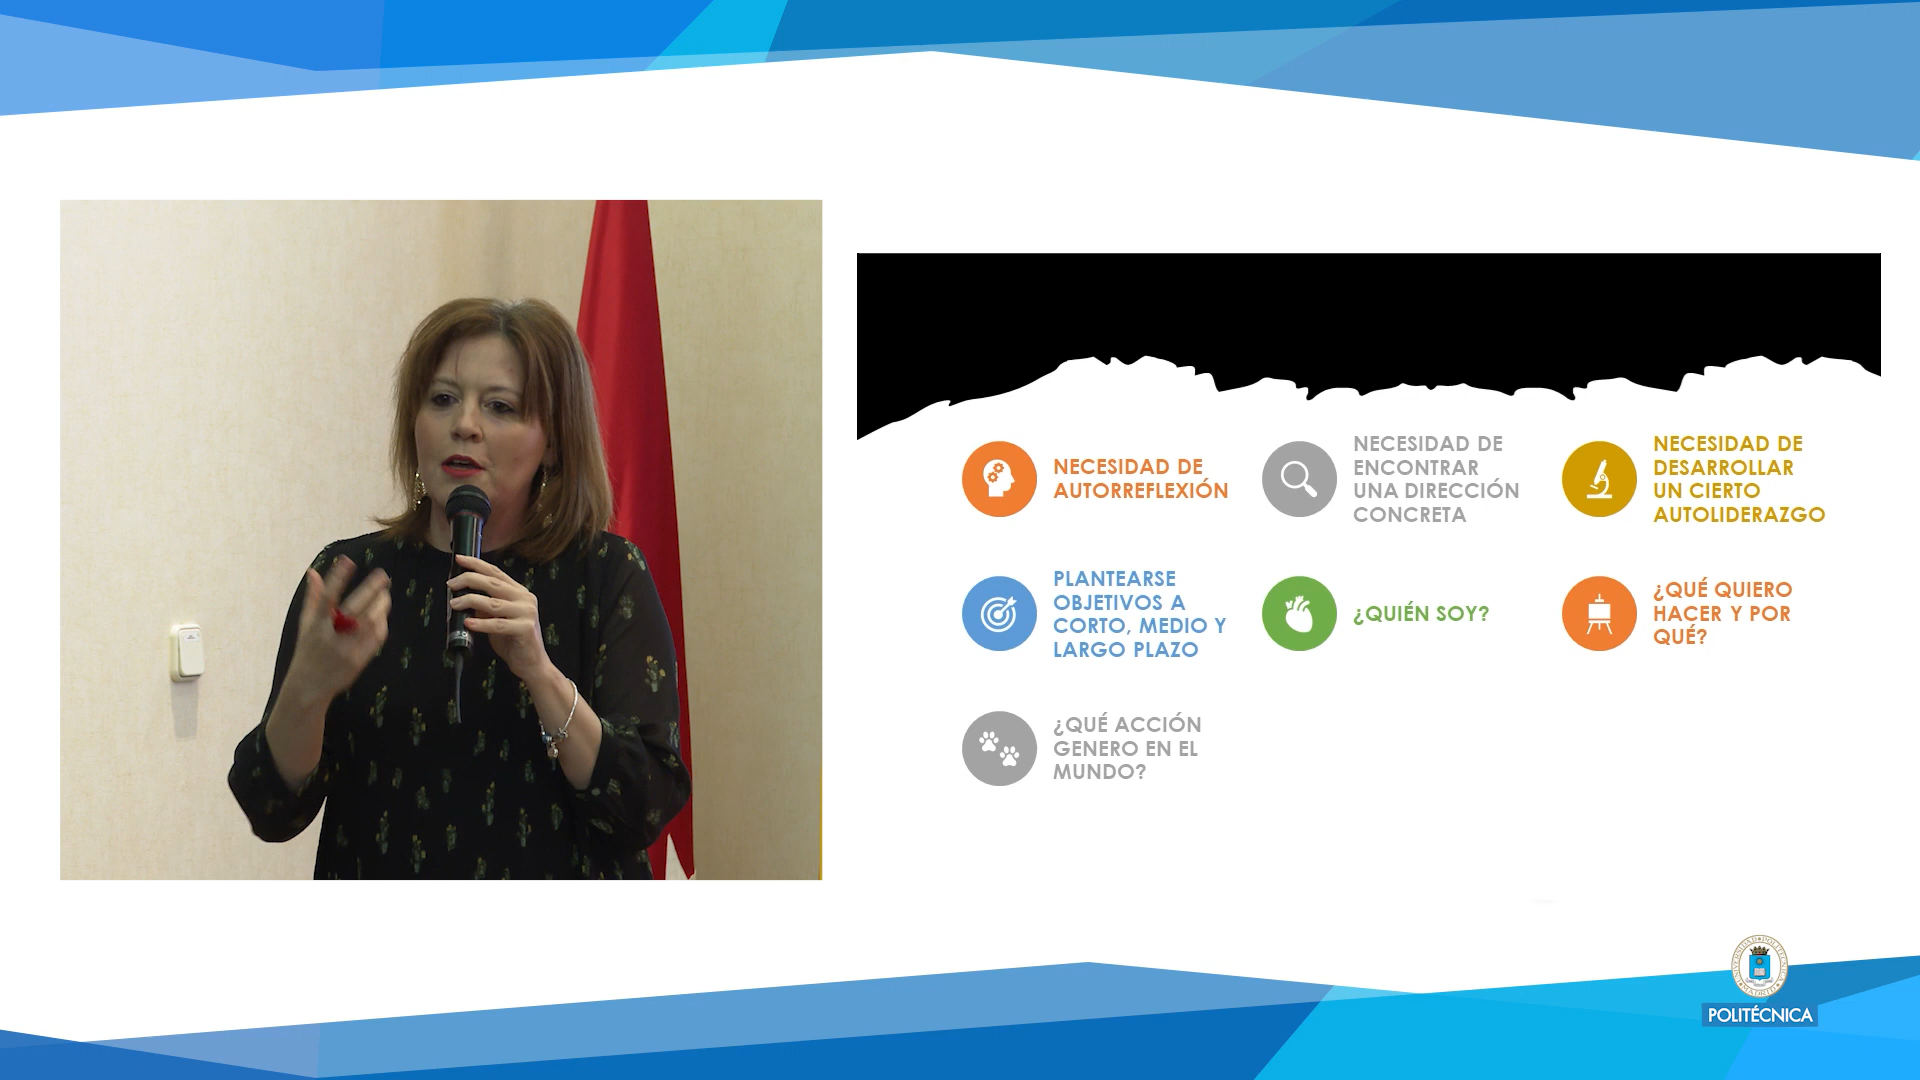 NECESIDAD DE
AUTORREFLEXIÓN
NECESIDAD DE
ENCONTRAR
UNA DIRECCIÓN
CONCRETA
NECESIDAD DE
DESARROLLAR
UN CIERTO
AUTOLIDERAZGO
PLANTEARSE
OBJETIVOS A
CORTO, MEDIO Y
LARGO PLAZO
¿QUIÉN SOY?
¿QUÉ QUIERO
HACER Y POR
QUÉ?
¿QUÉ ACCIÓN
GENERO EN EL
MUNDO?
POLITÉCNICA